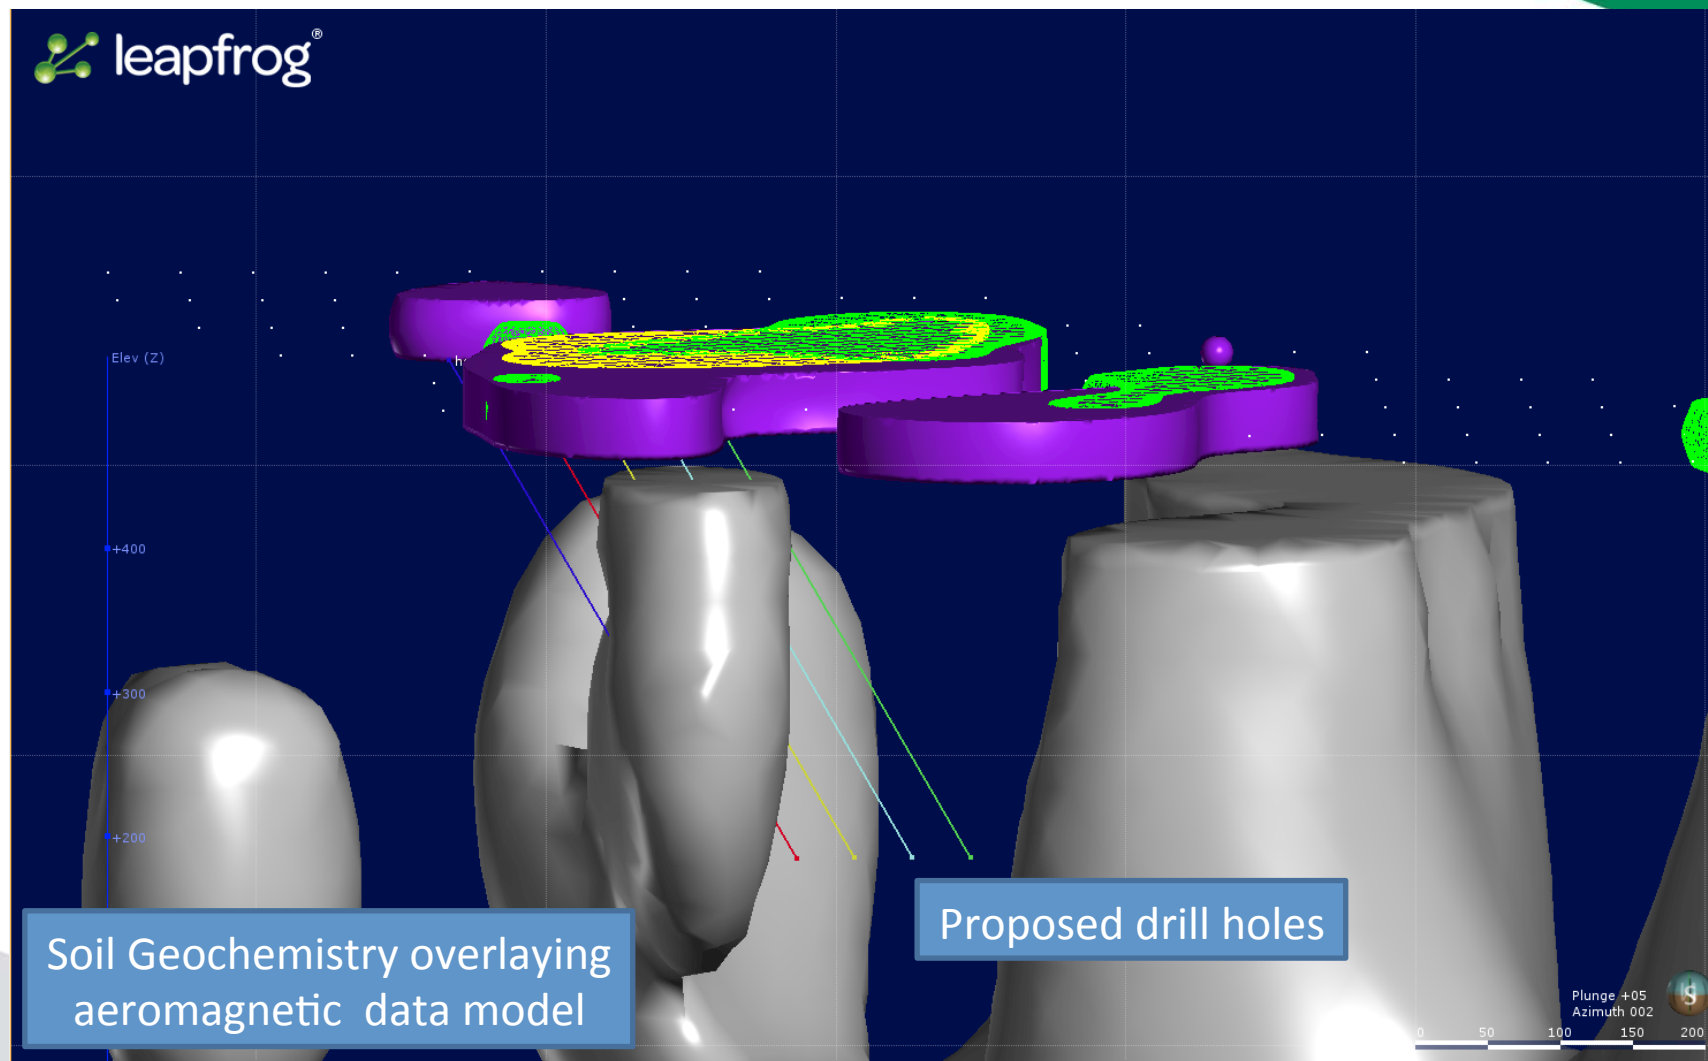 leapfrog®
Elev (Z)
+400
+300
+200
Soil Geochemistry overlaying
aeromagnetic data model
Proposed drill holes
Plunge +05
Azimuth 002
S
0 50 100 150 200